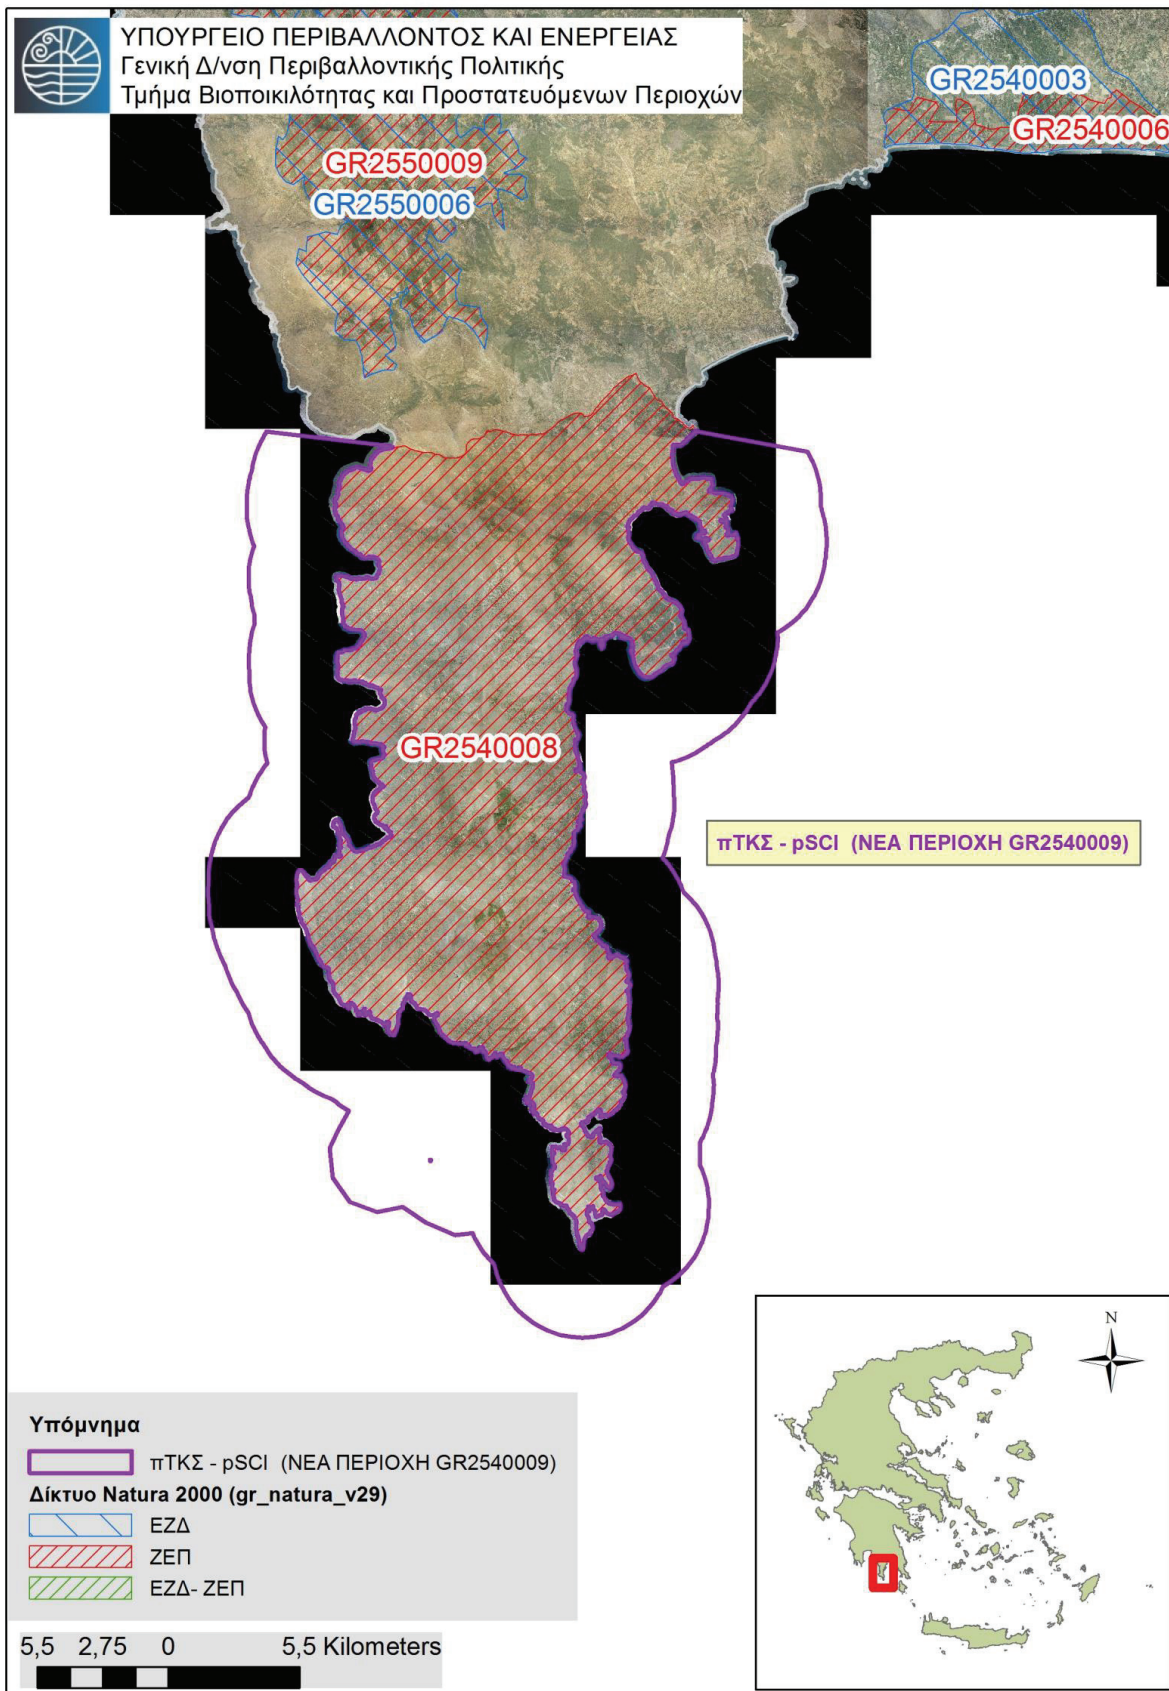 ΥΠΟΥΡΓΕΙΟ ΠΕΡΙΒΑΛΛΟΝΤΟΣ ΚΑΙ ΕΝΕΡΓΕΙΑΣ
Γενική Δ/νση Περιβαλλοντικής Πολιτικής
Τμήμα Βιοποικιλότητας και Προστατευόμενων Περιοχών
GR2540003
GR2540006
GR2550009
GR2550006
GR2540008
πΤΚΣ - pSCI (ΝΕΑ ΠΕΡΙΟΧΗ GR2540009)
N
Υπόμνημα
πΤΚΣ - pSCI (ΝΕΑ ΠΕΡΙΟΧΗ GR2540009)
Δίκτυο Natura 2000 (gr_natura_v29)
ΕΖΔ
ΖΕΠ
ΕΖΔ- ΖΕΠ
5,5 2,75 0 5,5 Kilometers